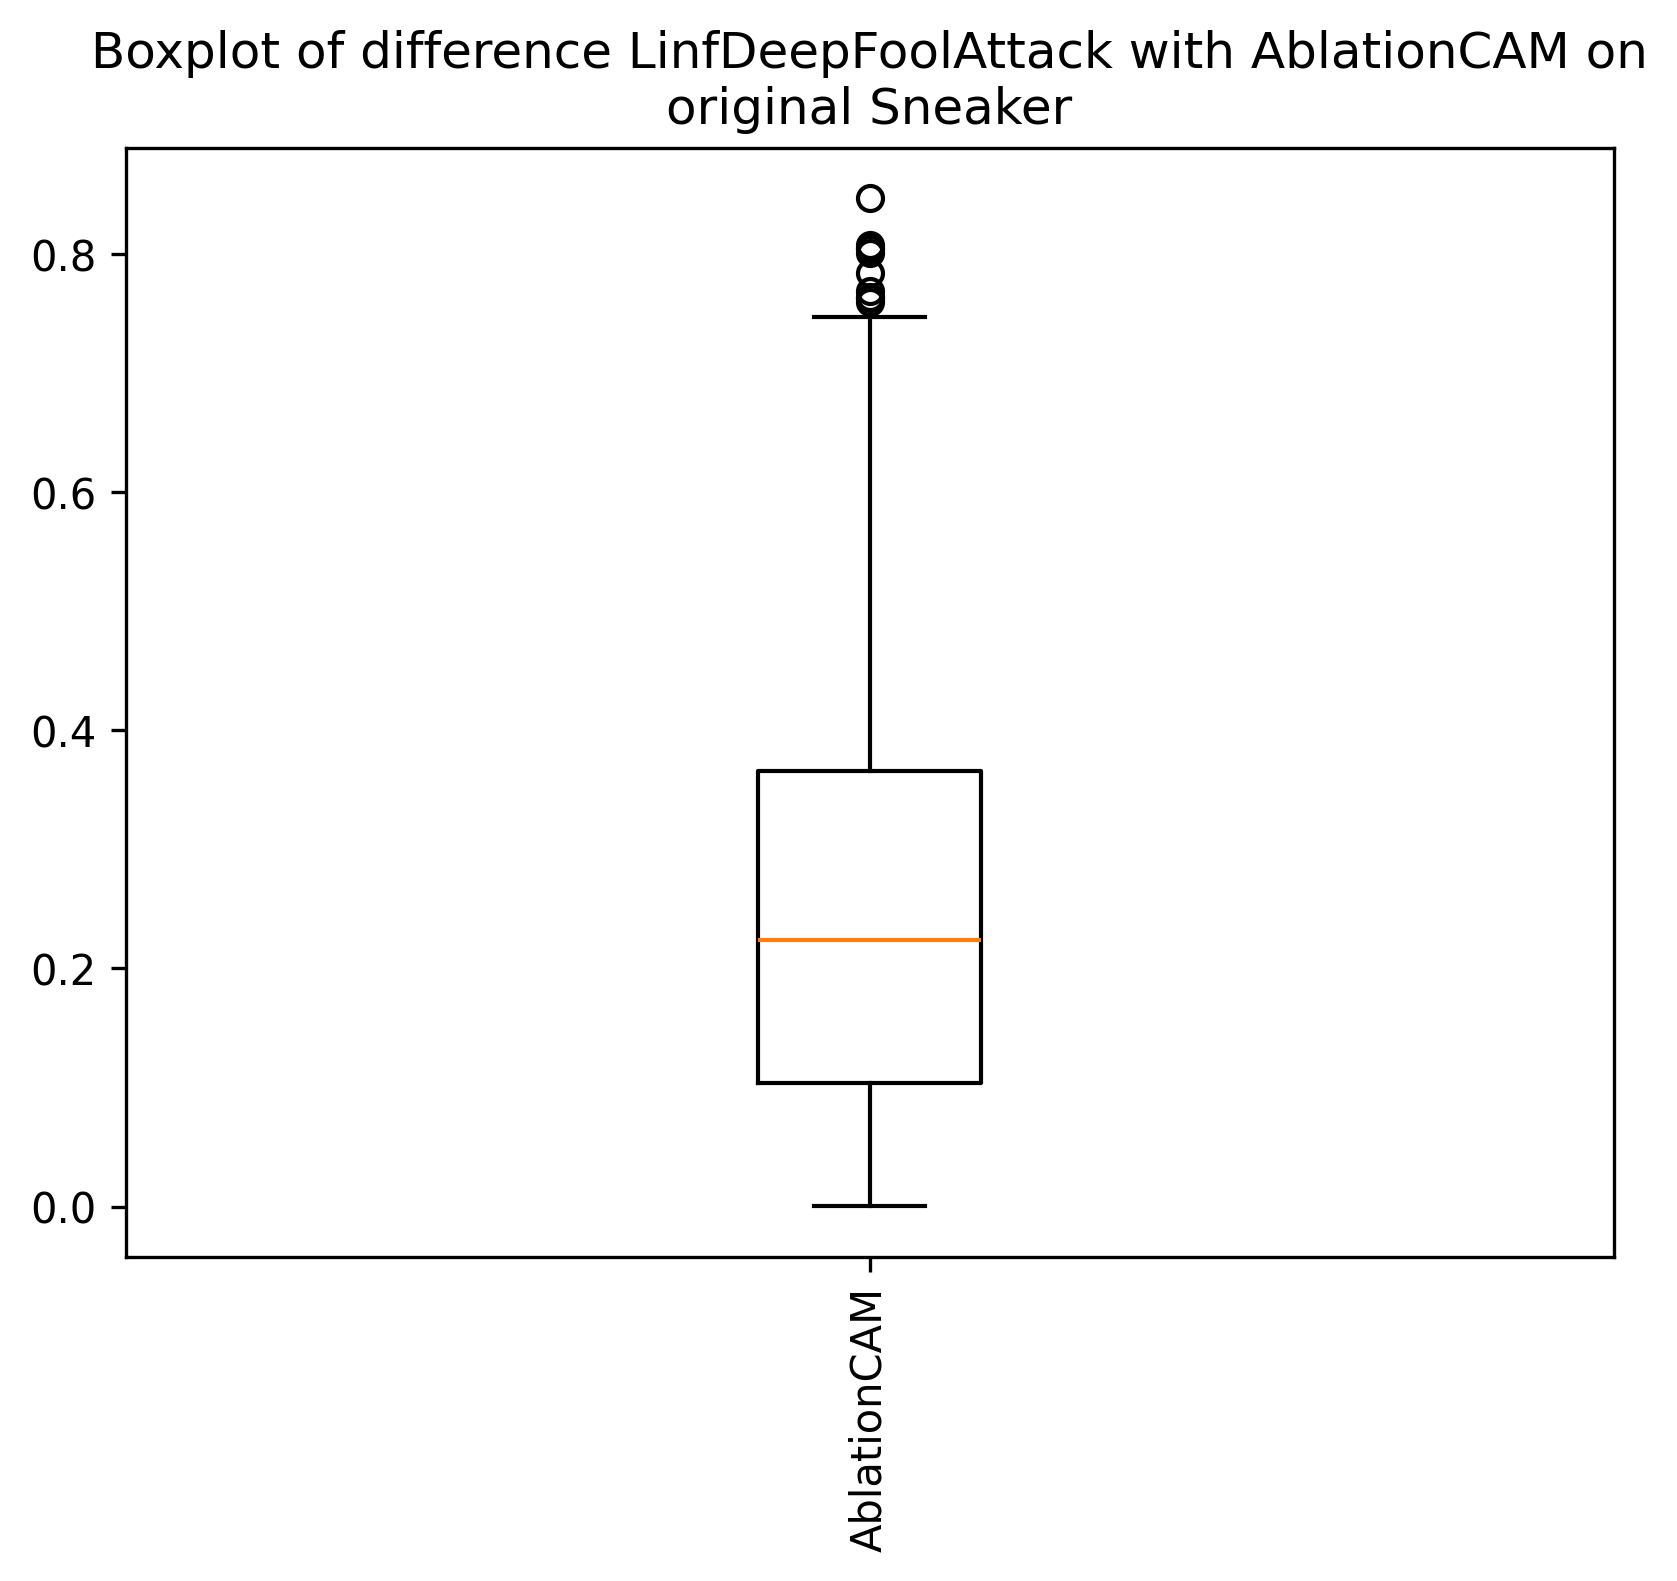 Boxplot of difference LinfDeepFoolAttack with AblationCAM on
original Sneaker
0.8
0.6
0.4
0.2
0.0
AblationCAM